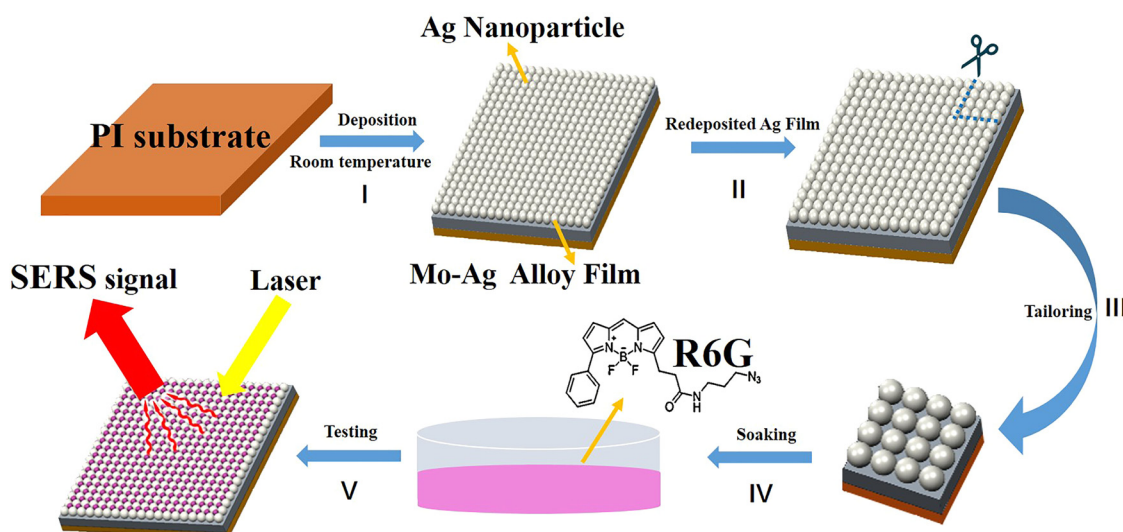 Ag Nanoparticle
PI substrate
Deposition
Room temperature
I
Redeposited Ag Film
II
Mo-Ag Alloy Film
Tailoring
III
SERS signal
Laser
R6G
N
N
B
F
F
N₃
O
N
H
+
-
Testing
V
Soaking
IV